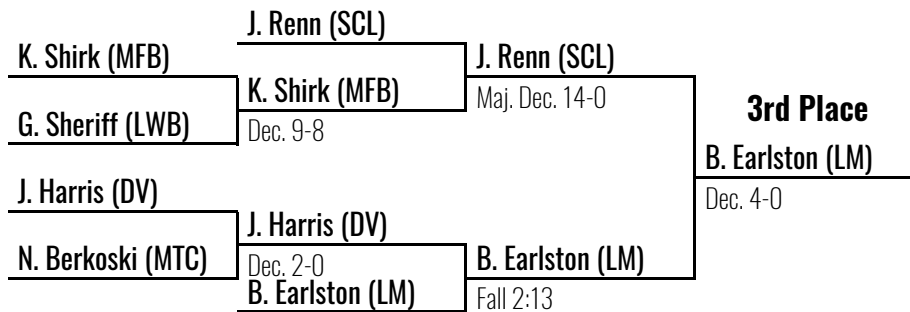 J. Renn (SCL)
K. Shirk (MFB)
J. Renn (SCL)
K. Shirk (MFB)
Maj. Dec. 14-0
3rd Place
G. Sheriff (LWB)
Dec. 9-8
B. Earlston (LM)
J. Harris (DV)
Dec. 4-0
J. Harris (DV)
N. Berkoski (MTC)
Dec. 2-0
B. Earlston (LM)
B. Earlston (LM)
Fall 2:13